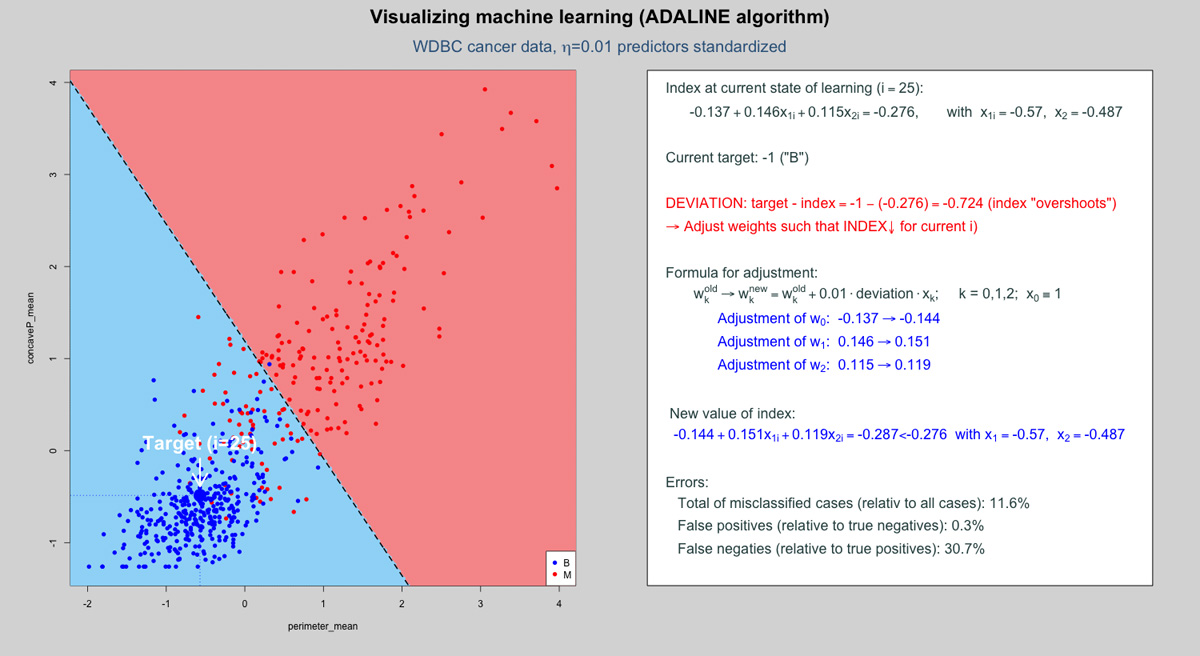 Visualizing machine learning (ADALINE algorithm)
WDBC cancer data, η=0.01 predictors standardized
4
3
2
1
0
-1
concaveP_mean
Target (i=25)
B
M
-2 -1 0 1 2 3 4
perimeter_mean
Index at current state of learning (i = 25):
-0.137 + 0.146x1i + 0.115x2i = -0.276, with x1i = -0.57, x2 = -0.487
Current target: -1 ("B")
DEVIATION: target - index = -1 − (-0.276) = -0.724 (index "overshoots")
→ Adjust weights such that INDEX↓ for current i)
Formula for adjustment:
wk^old → wk^new = wk^old + 0.01 · deviation · xk; k = 0,1,2; x0 ≡ 1
Adjustment of w0: -0.137 → -0.144
Adjustment of w1: 0.146 → 0.151
Adjustment of w2: 0.115 → 0.119
New value of index:
-0.144 + 0.151x1i + 0.119x2i = -0.287<-0.276 with x1 = -0.57, x2 = -0.487
Errors:
Total of misclassified cases (relativ to all cases): 11.6%
False positives (relative to true negatives): 0.3%
False negaties (relative to true positives): 30.7%